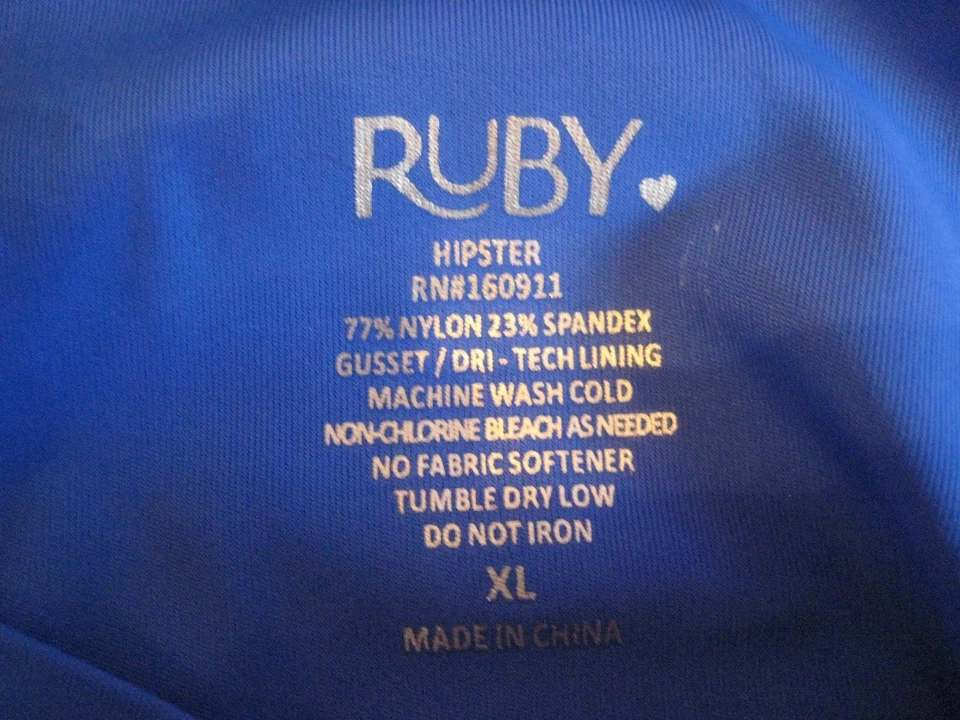 RUBY
HIPSTER
RN#160911
77% NYLON 23% SPANDEX
GUSSET / DRI - TECH LINING
MACHINE WASH COLD
NON-CHLORINE BLEACH AS NEEDED
NO FABRIC SOFTENER
TUMBLE DRY LOW
DO NOT IRON
XL
MADE IN CHINA